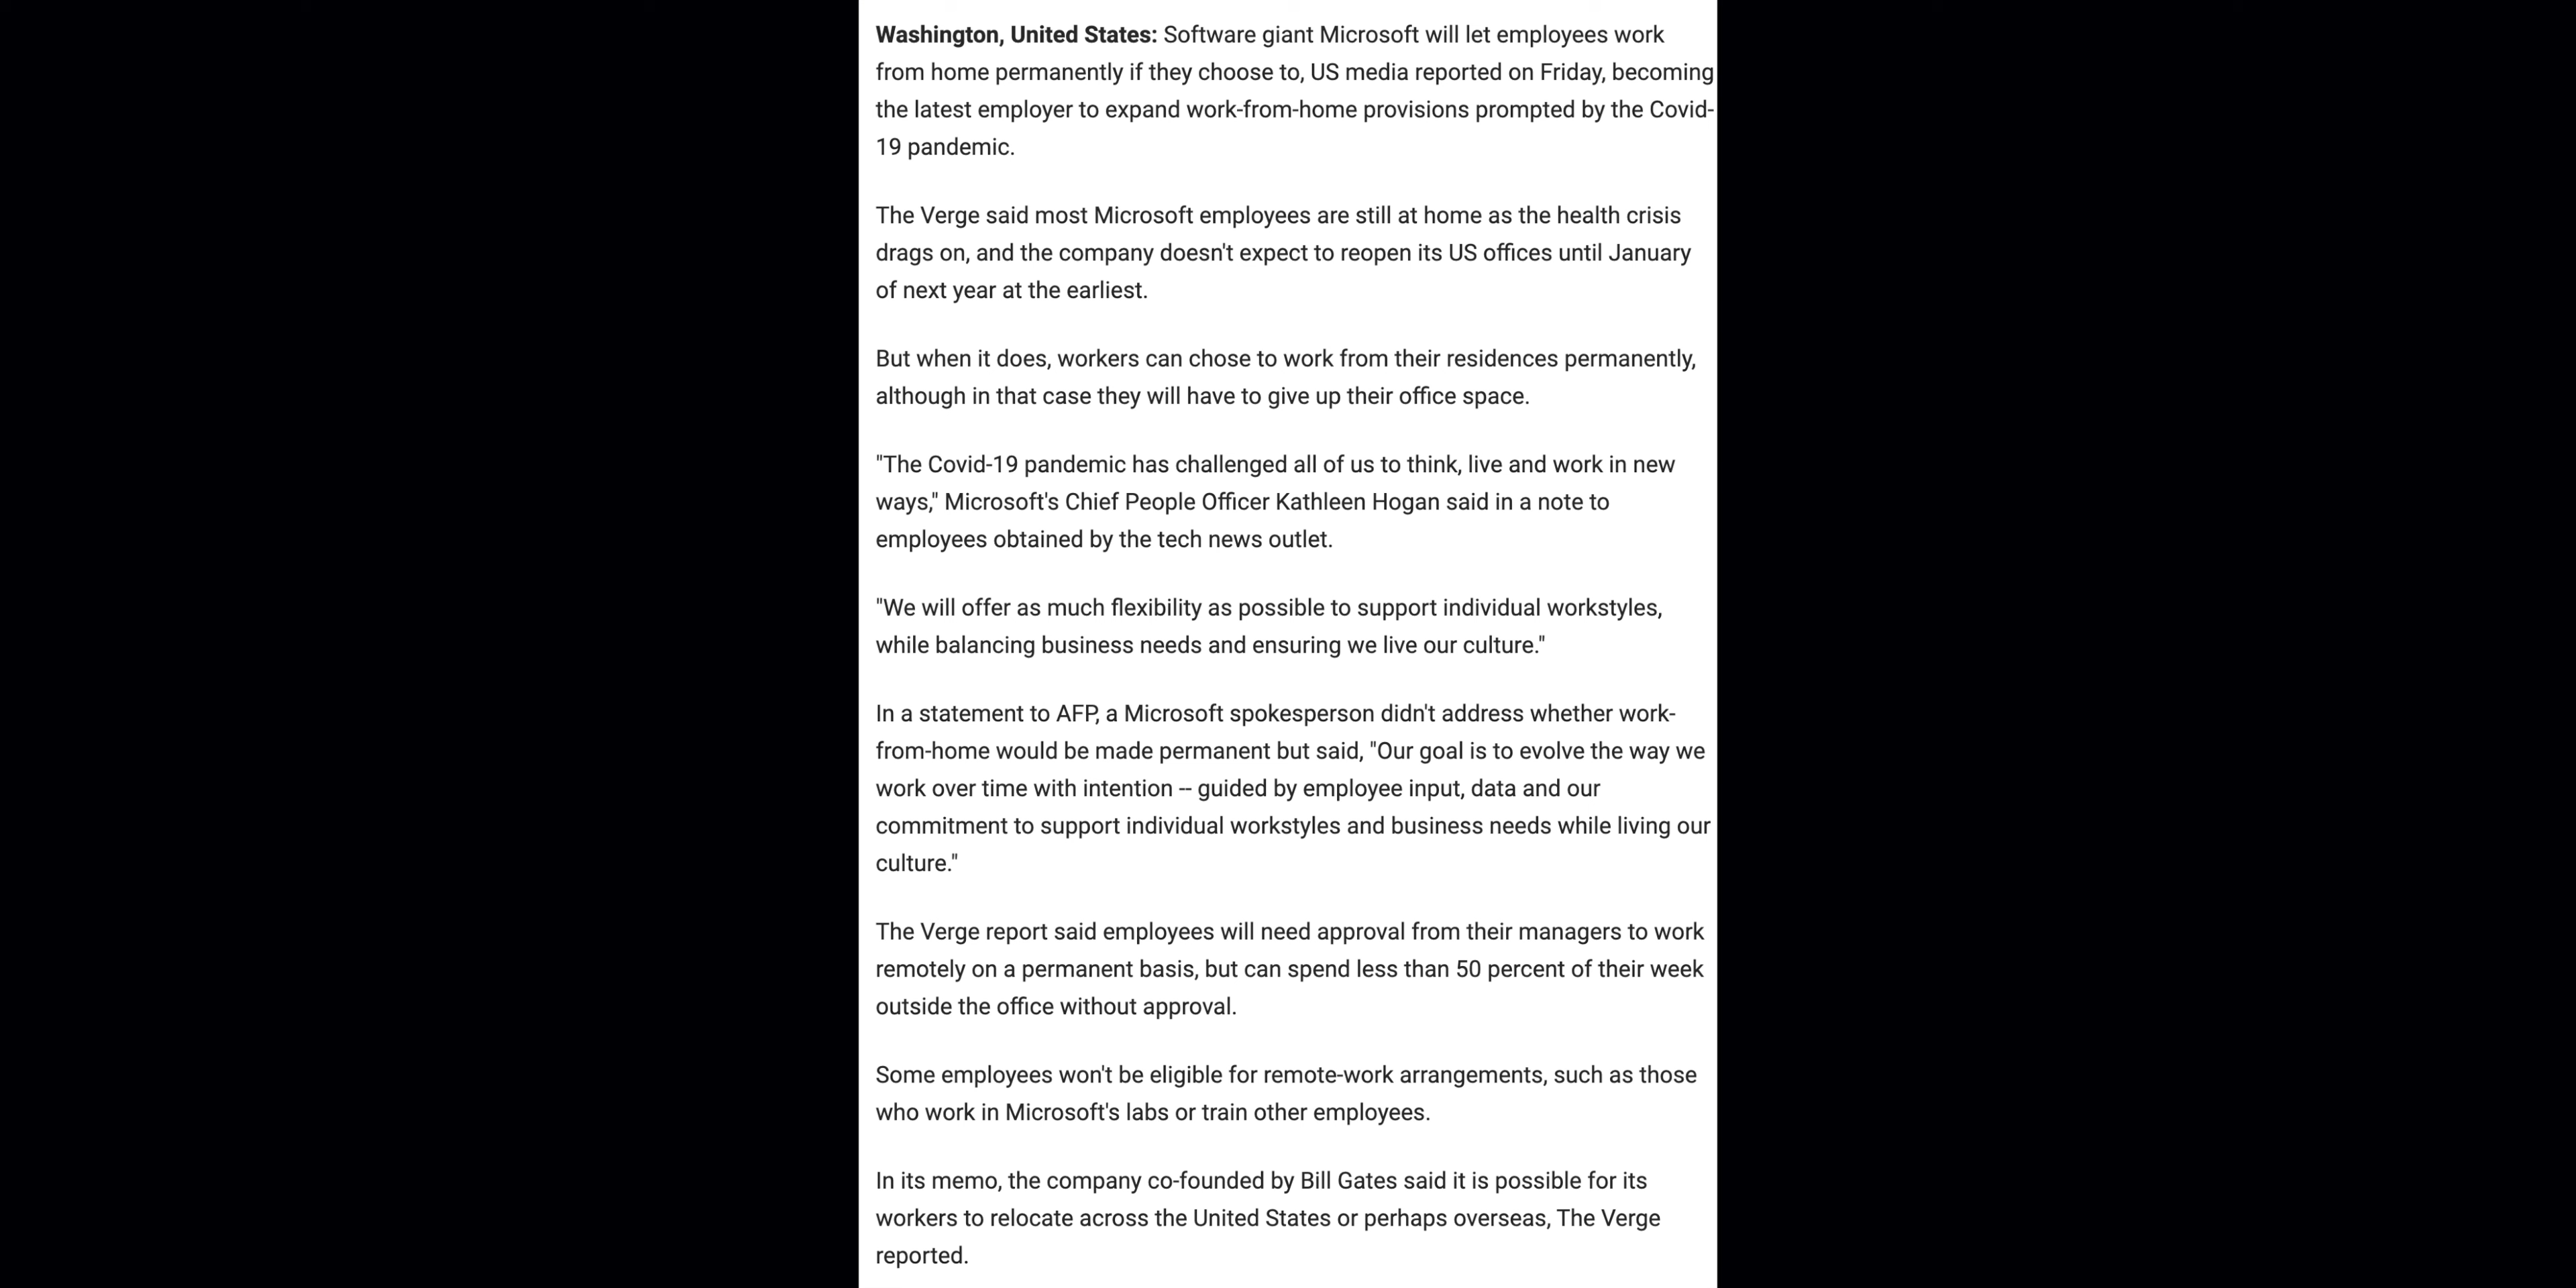 Washington, United States: Software giant Microsoft will let employees work
from home permanently if they choose to, US media reported on Friday, becoming
the latest employer to expand work-from-home provisions prompted by the Covid-
19 pandemic.
The Verge said most Microsoft employees are still at home as the health crisis
drags on, and the company doesn't expect to reopen its US offices until January
of next year at the earliest.
But when it does, workers can chose to work from their residences permanently,
although in that case they will have to give up their office space.
"The Covid-19 pandemic has challenged all of us to think, live and work in new
ways," Microsoft's Chief People Officer Kathleen Hogan said in a note to
employees obtained by the tech news outlet.
"We will offer as much flexibility as possible to support individual workstyles,
while balancing business needs and ensuring we live our culture."
In a statement to AFP, a Microsoft spokesperson didn't address whether work-
from-home would be made permanent but said, "Our goal is to evolve the way we
work over time with intention -- guided by employee input, data and our
commitment to support individual workstyles and business needs while living our
culture."
The Verge report said employees will need approval from their managers to work
remotely on a permanent basis, but can spend less than 50 percent of their week
outside the office without approval.
Some employees won't be eligible for remote-work arrangements, such as those
who work in Microsoft's labs or train other employees.
In its memo, the company co-founded by Bill Gates said it is possible for its
workers to relocate across the United States or perhaps overseas, The Verge
reported.